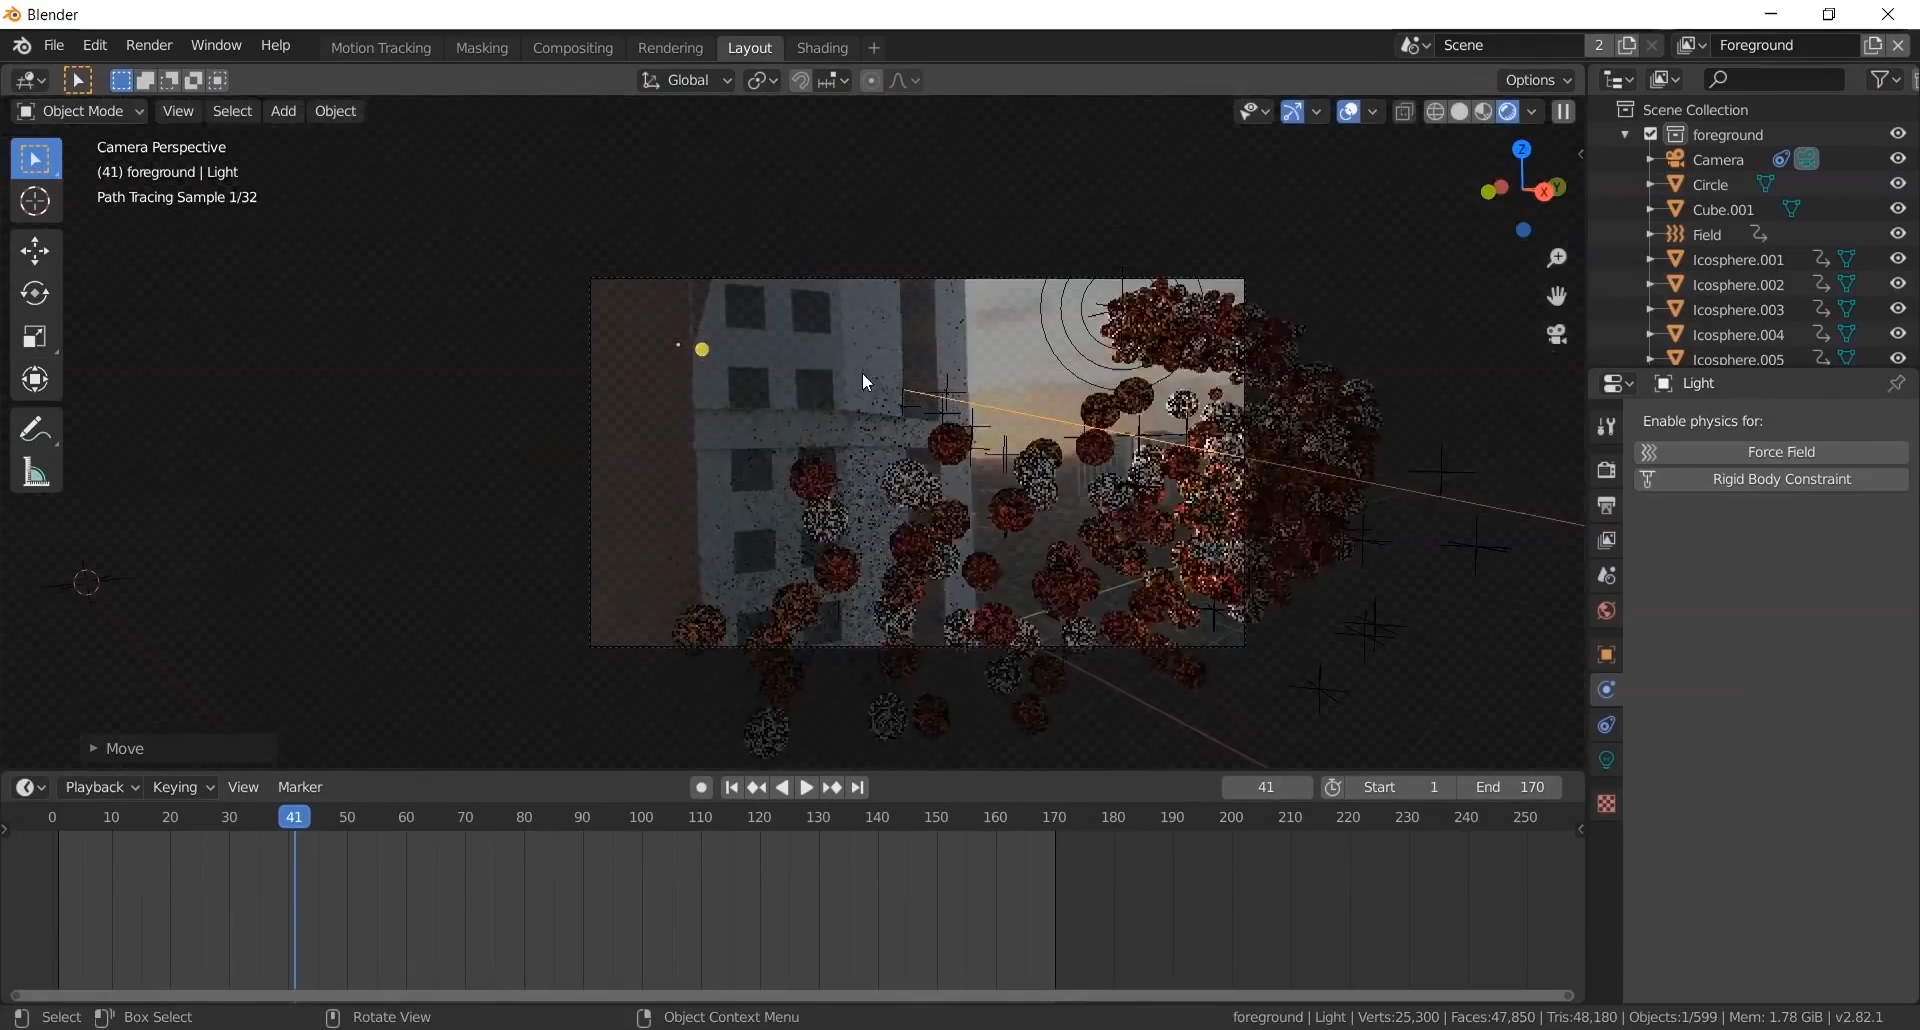 Blender
File Edit Render Window Help Motion Tracking Masking Compositing Rendering Layout Shading + Scene 2 Foreground
Global Options
Object Mode View Select Add Object
Camera Perspective
(41) foreground | Light
Path Tracing Sample 1/32
Z
Y
X
Scene Collection
foreground
Camera
Circle
Cube.001
Field
Icosphere.001
Icosphere.002
Icosphere.003
Icosphere.004
Icosphere.005
Light
Enable physics for:
Force Field
Rigid Body Constraint
Move
Playback Keying View Marker 41 Start 1 End 170
0 10 20 30 41 50 60 70 80 90 100 110 120 130 140 150 160 170 180 190 200 210 220 230 240 250
Select Box Select Rotate View Object Context Menu foreground | Light | Verts:25,300 | Faces:47,850 | Tris:48,180 | Objects:1/599 | Mem: 1.78 GiB | v2.82.1